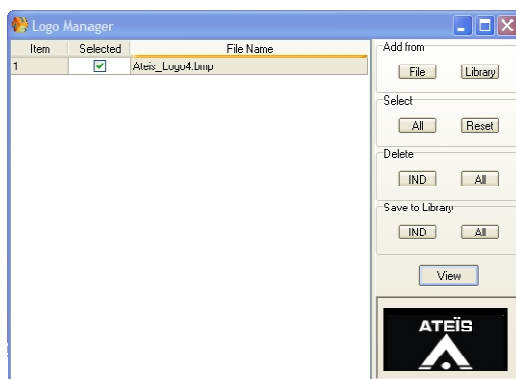 Logo Manager
Item Selected File Name
1 Ateis_Logo4.bmp
Add from
File Library
Select
All Reset
Delete
IND All
Save to Library
IND All
View
ATEÏS